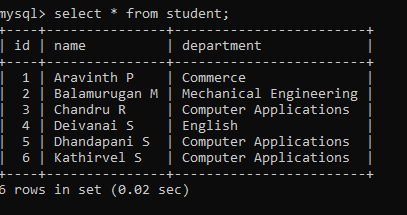 mysql> select * from student;
+----+---------------+------------------------+
| id | name | department |
+----+---------------+------------------------+
| 1 | Aravinth P | Commerce |
| 2 | Balamurugan M | Mechanical Engineering |
| 3 | Chandru R | Computer Applications |
| 4 | Deivanai S | English |
| 5 | Dhandapani S | Computer Applications |
| 6 | Kathirvel S | Computer Applications |
+----+---------------+------------------------+
6 rows in set (0.02 sec)